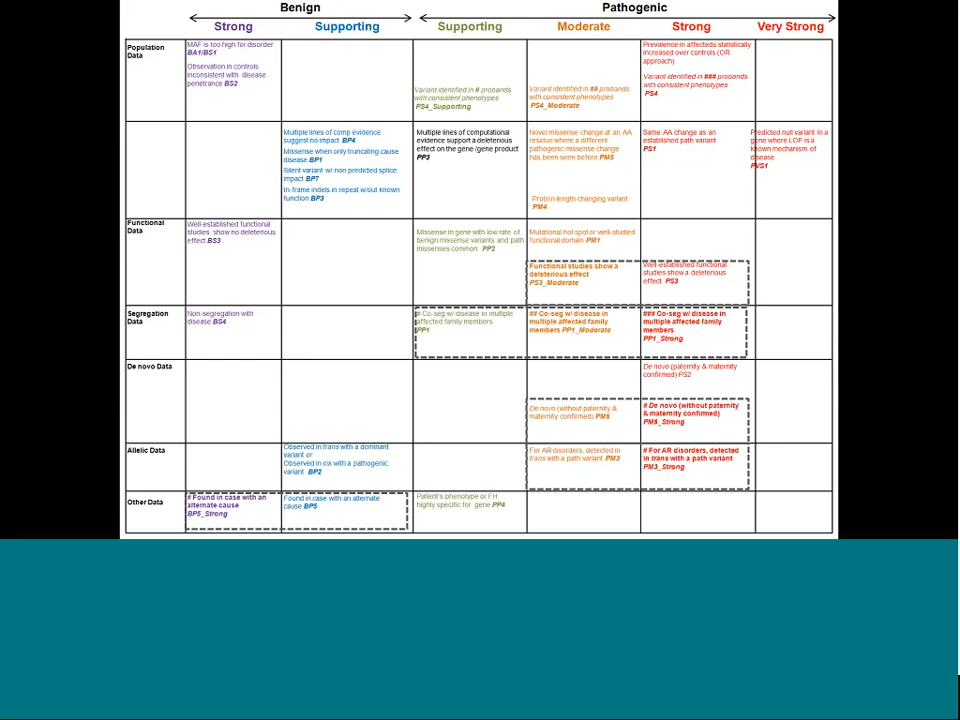 Benign
Pathogenic
Strong
Supporting
Supporting
Moderate
Strong
Very Strong
Population
Data
MAF is too high for disorder
BA1/BS1
Observation in controls
inconsistent with disease
penetrance BS2
Variant identified in # probands
with consistent phenotypes
PS4_Supporting
Variant identified in ## probands
with consistent phenotypes
PS4_Moderate
Prevalence in affecteds statistically
increased over controls (OR
approach)
Variant identified in ### probands
with consistent phenotypes
PS4
Multiple lines of comp evidence
suggest no impact BP4
Missense when only truncating cause
disease BP1
Silent variant w/ non predicted splice
impact BP7
In-frame indels in repeat w/out known
function BP3
Multiple lines of computational
evidence support a deleterious
effect on the gene /gene product
PP3
Novel missense change at an AA
residue where a different
pathogenic missense change
has been seen before PM5
Protein length changing variant
PM4
Same AA change as an
established path variant
PS1
Predicted null variant in a
gene where LOF is a
known mechanism of
disease
PVS1
Functional
Data
Well-established functional
studies show no deleterious
effect BS3
Missense in gene with low rate of
benign missense variants and path
missenses common PP2
Mutational hot spot or well-studied
functional domain PM1
Functional studies show a
deleterious effect
PS3_Moderate
Well-established functional
studies show a deleterious
effect PS3
Segregation
Data
Non-segregation with
disease BS4
# Co-seg w/ disease in multiple
affected family members
PP1
## Co-seg w/ disease in
multiple affected family
members PP1_Moderate
### Co-seg w/ disease in
multiple affected family
members
PP1_Strong
De novo Data
De novo (paternity & maternity
confirmed) PS2
De novo (without paternity &
maternity confirmed) PM6
# De novo (without paternity
& maternity confirmed)
PM6_Strong
Allelic Data
Observed in trans with a dominant
variant or
Observed in cis with a pathogenic
variant BP2
For AR disorders, detected in
trans with a path variant PM3
# For AR disorders, detected
in trans with a path variant
PM3_Strong
Other Data
# Found in case with an
alternate cause
BP5_Strong
Found in case with an alternate
cause BP5
Patient's phenotype or FH
highly specific for gene PP4